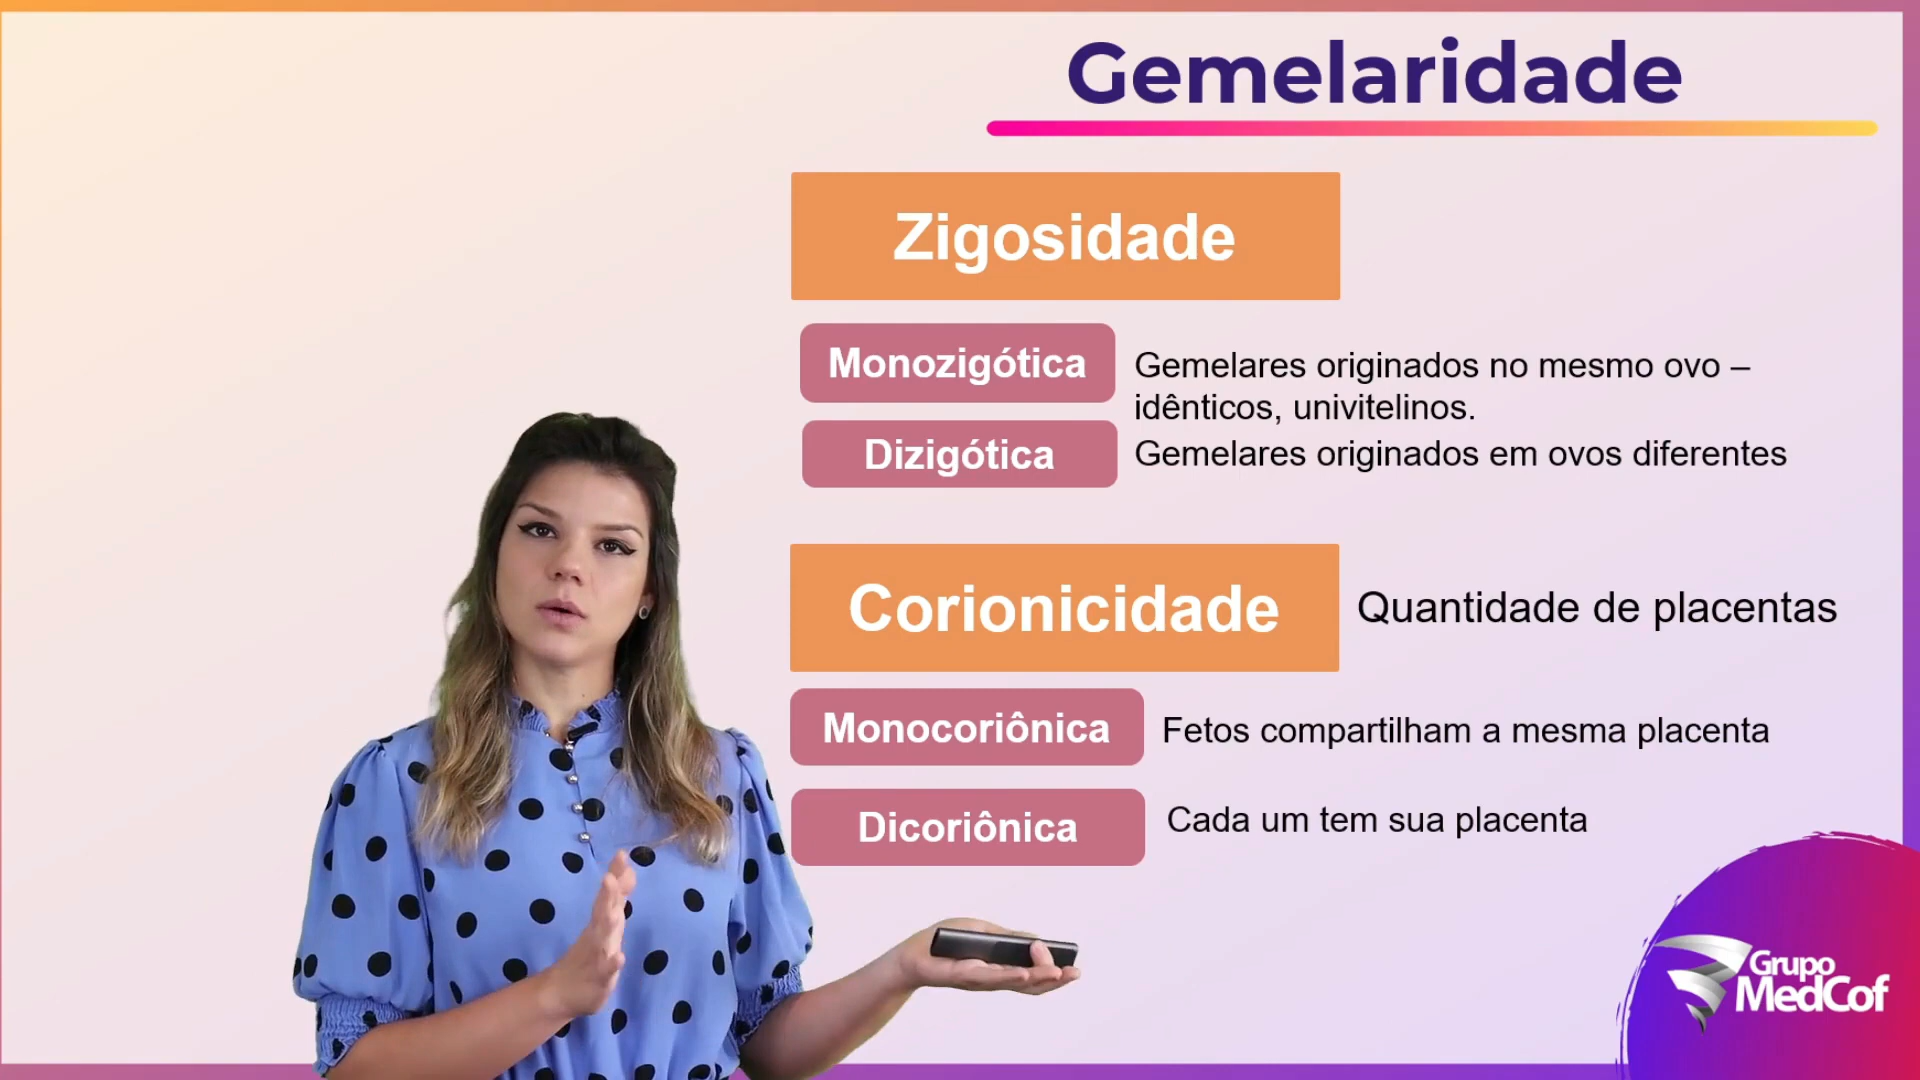 Gemelaridade
Zigosidade
Monozigótica
Gemelares originados no mesmo ovo –
idênticos, univitelinos.
Dizigótica
Gemelares originados em ovos diferentes
Corionicidade
Quantidade de placentas
Monocoriônica
Fetos compartilham a mesma placenta
Dicoriônica
Cada um tem sua placenta
Grupo
MedCof